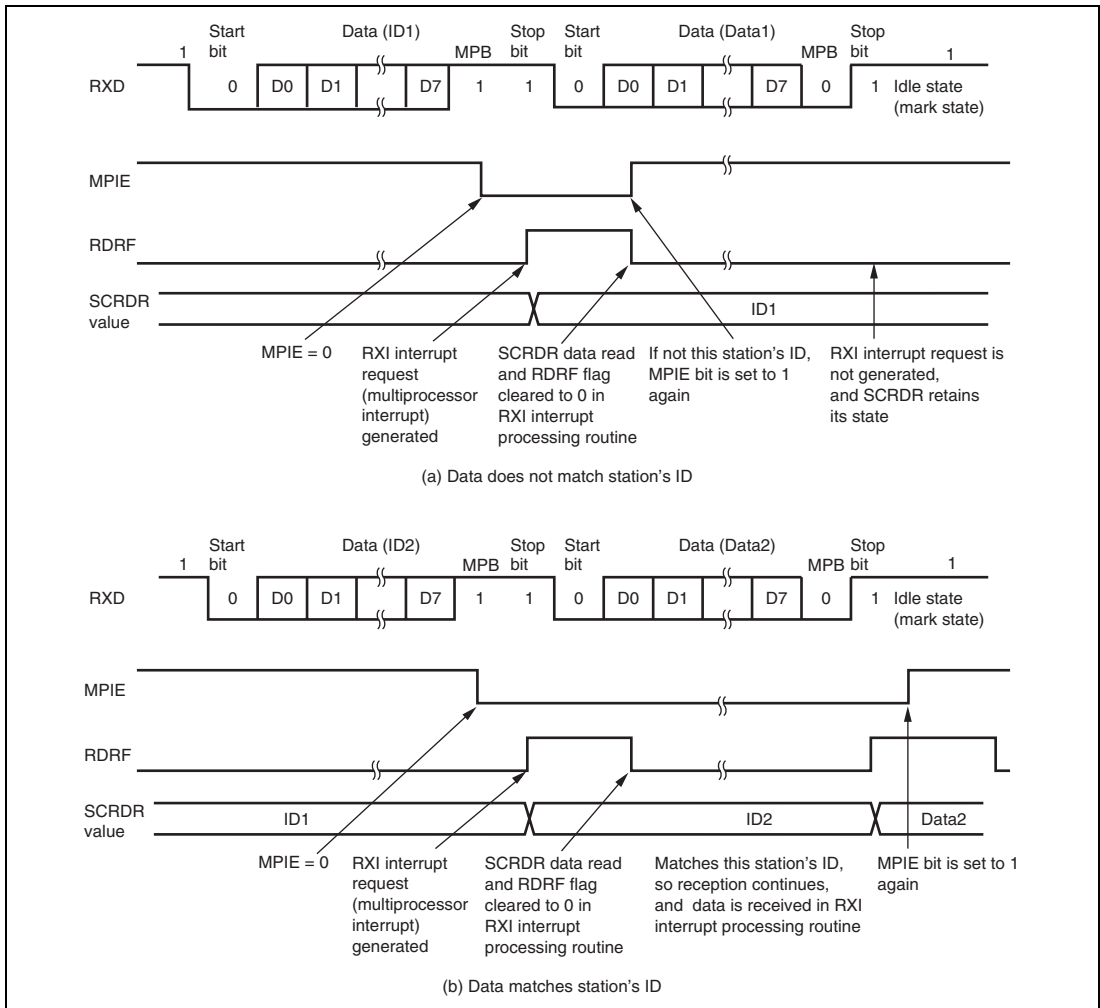 Start bit Data (ID1) Stop bit Start bit Data (Data1) Stop bit
1 MPB MPB 1
RXD 0 D0 D1 D7 1 1 0 D0 D1 D7 0 1 Idle state (mark state)
MPIE
RDRF
SCRDR value ID1
MPIE = 0
RXI interrupt
request
(multiprocessor
interrupt)
generated
SCRDR data read
and RDRF flag
cleared to 0 in
RXI interrupt
processing routine
If not this station's ID,
MPIE bit is set to 1
again
RXI interrupt request is
not generated,
and SCRDR retains
its state
(a) Data does not match station's ID
Start bit Data (ID2) Stop bit Start bit Data (Data2) Stop bit
1 MPB MPB 1
RXD 0 D0 D1 D7 1 1 0 D0 D1 D7 0 1 Idle state (mark state)
MPIE
RDRF
SCRDR value ID1 ID2 Data2
MPIE = 0
RXI interrupt
request
(multiprocessor
interrupt)
generated
SCRDR data read
and RDRF flag
cleared to 0 in
RXI interrupt
processing routine
Matches this station's ID,
so reception continues,
and data is received in RXI
interrupt processing routine
MPIE bit is set to 1
again
(b) Data matches station's ID